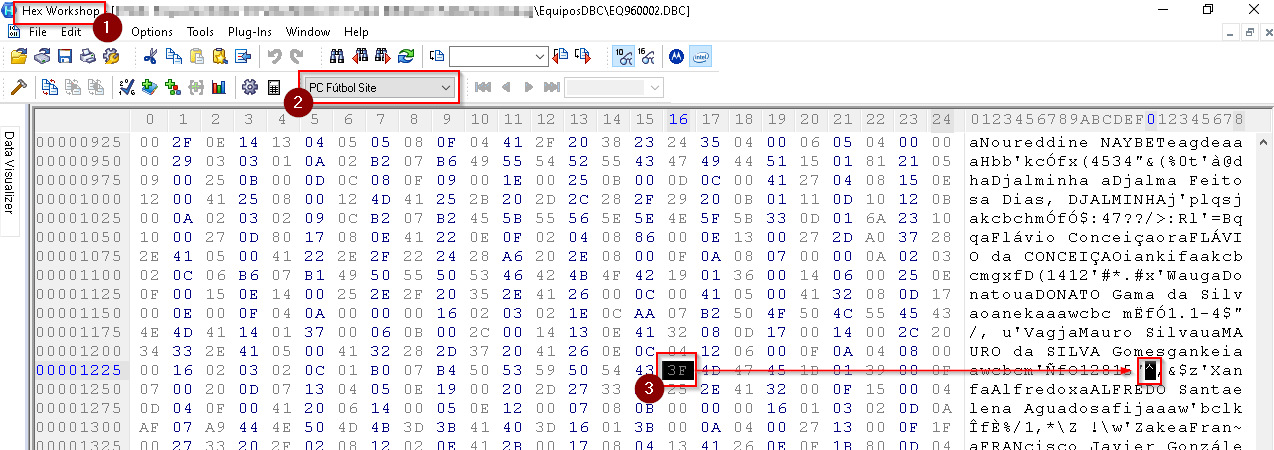 Hex Workshop - [ \EquiposDBC\EQ960002.DBC]
1
File Edit Options Tools Plug-Ins Window Help
10 16 intel
PC Fútbol Site
2
0 1 2 3 4 5 6 7 8 9 10 11 12 13 14 15 16 17 18 19 20 21 22 23 24 0123456789ABCDEF012345678
Data Visualizer
00000925 00 2F 0E 14 13 04 05 05 08 0F 04 41 2F 20 38 23 24 35 04 00 06 05 04 00 00 aNoureddine NAYBETeagdeaa
00000950 00 29 03 03 01 0A 02 B2 07 B6 49 55 54 52 55 43 47 49 44 51 15 01 81 21 05 aHbb'kcófx(4534"&(%0t'à@d
00000975 09 00 25 0B 00 0D 0C 08 0F 09 00 1E 00 25 0B 00 0D 0C 00 41 27 04 08 15 0E haDjalminha aDjalma Feito
00001000 12 00 41 25 08 00 12 4D 41 25 2B 20 2D 2C 28 2F 29 20 0B 01 11 0D 10 12 0B sa Dias, DJALMINHAj'plqsj
00001025 00 0A 02 03 02 09 0C B2 07 B2 45 5B 55 56 5E 5E 4E 5F 5B 33 0D 01 6A 23 10 akcbchmófó$:47??/>:Rl'=Bq
00001050 10 00 27 0D 80 17 08 0E 41 22 0E 0F 02 04 08 86 00 0E 13 00 27 2D A0 37 28 qaFlávio ConceiçaoraFLÁVI
00001075 2E 41 05 00 41 22 2E 2F 22 24 28 A6 20 2E 08 00 0F 0A 08 07 00 00 0A 02 03 O da CONCEIÇAOiankifaakcb
00001100 02 0C 06 B6 07 B1 49 50 55 50 53 46 42 4B 4F 42 19 01 36 00 14 06 00 25 0E cmgxfD(1412'#*.#x'WaugaDo
00001125 0F 00 15 0E 14 00 25 2E 2F 20 35 2E 41 26 00 0C 00 41 05 00 41 32 08 0D 17 natouaDONATO Gama da Silv
00001150 00 0E 00 0F 04 0A 00 00 00 16 02 03 02 1E 0C AA 07 B2 50 4F 50 4C 55 45 43 aoanekaaawcbc mËfÓ1.1-4$"
00001175 4E 4D 41 14 01 37 00 06 0B 00 2C 00 14 13 0E 41 32 08 0D 17 00 14 00 2C 20 /, u'VagjaMauro SilvauaMA
00001200 34 33 2E 41 05 00 41 32 28 2D 37 20 41 26 0E 0C 04 12 06 00 0F 0A 04 08 00 URO da SILVA Gomesgankeia
00001225 00 16 02 03 02 0C 01 B0 07 B4 50 53 59 50 54 43 3F 4D 47 45 1B 01 39 00 0F awcbcm'ÑfÕ12815"^,&$z'Xan
3
00001250 07 00 20 0D 07 13 04 05 0E 19 00 20 2D 27 33 24 25 2E 41 32 00 0F 15 00 04 faAlfredoxaALFREDO Santae
00001275 0D 04 0F 00 41 20 06 14 00 05 0E 12 00 07 08 0B 00 00 00 16 01 03 02 0D 0A lena Aguadosafijaaaw'bclk
00001300 AF 07 A9 44 4E 50 4D 4B 3D 3B 41 40 3D 16 01 3B 00 0A 04 00 27 13 00 0F 1F ÎfÈ%/1,*\Z !\w'ZakeaFran~
00001325 00 27 33 20 2F 02 08 12 02 0E 41 2B 00 17 08 04 13 41 26 0E 0F 1B 80 0D 04 aFRANcisco Javier Gonzále